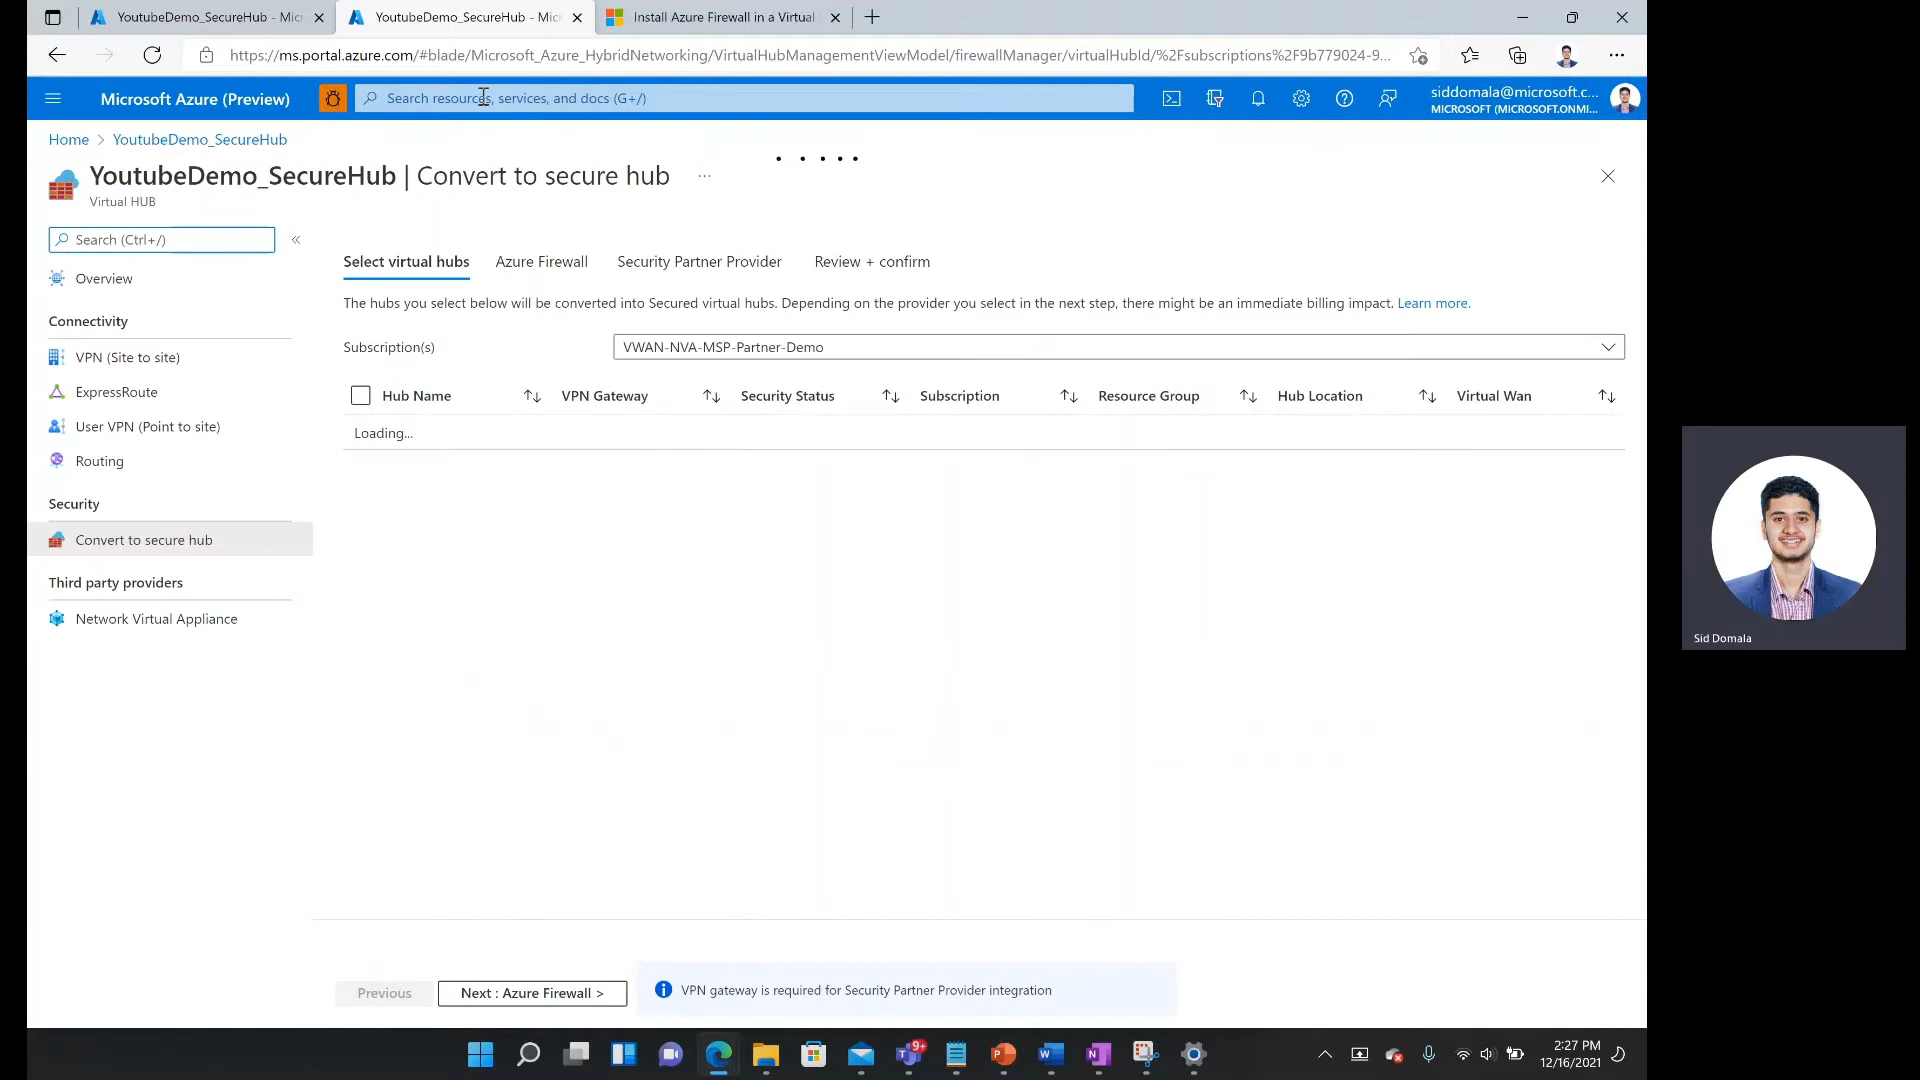 YoutubeDemo_SecureHub - Mic
YoutubeDemo_SecureHub - Mic
Install Azure Firewall in a Virtual
https://ms.portal.azure.com/#blade/Microsoft_Azure_HybridNetworking/VirtualHubManagementViewModel/firewallManager/virtualHubId/%2Fsubscriptions%2F9b779024-9...
Microsoft Azure (Preview)
Search resources, services, and docs (G+/)
siddomala@microsoft.c...
MICROSOFT (MICROSOFT.ONMI...
Home > YoutubeDemo_SecureHub
YoutubeDemo_SecureHub | Convert to secure hub ...
Virtual HUB
Search (Ctrl+/)
Overview
Connectivity
VPN (Site to site)
ExpressRoute
User VPN (Point to site)
Routing
Security
Convert to secure hub
Third party providers
Network Virtual Appliance
Select virtual hubs Azure Firewall Security Partner Provider Review + confirm
The hubs you select below will be converted into Secured virtual hubs. Depending on the provider you select in the next step, there might be an immediate billing impact. Learn more.
Subscription(s) VWAN-NVA-MSP-Partner-Demo
Hub Name VPN Gateway Security Status Subscription Resource Group Hub Location Virtual Wan
Loading...
Previous Next : Azure Firewall > VPN gateway is required for Security Partner Provider integration
Sid Domala
9+
2:27 PM
12/16/2021